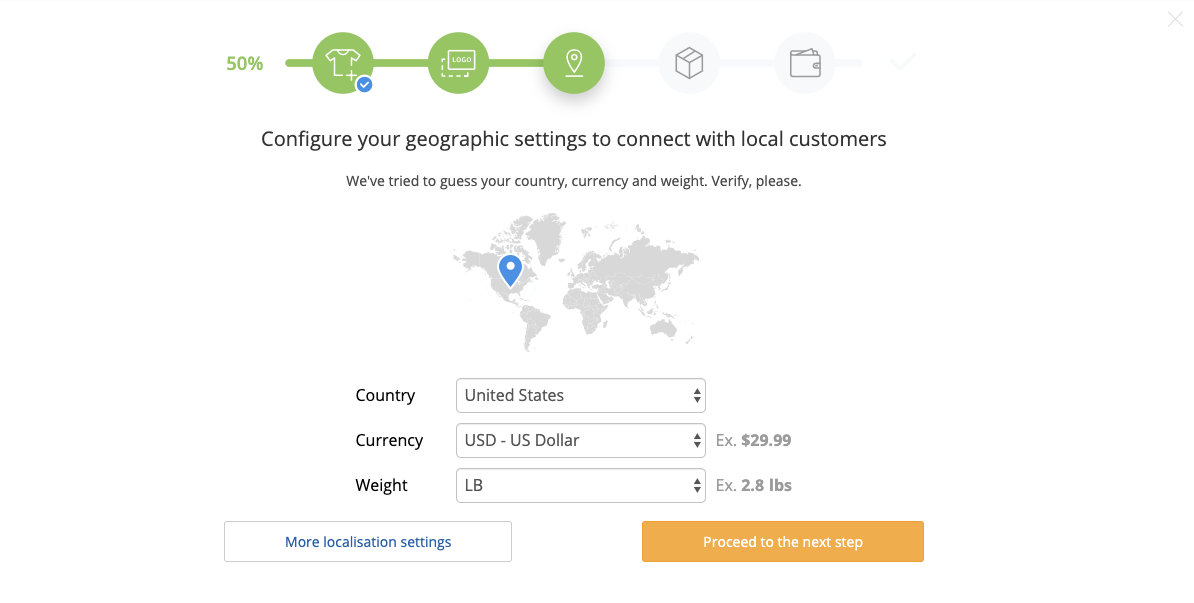 50%
LOGO
Configure your geographic settings to connect with local customers
We've tried to guess your country, currency and weight. Verify, please.
Country United States
Currency USD - US Dollar Ex. $29.99
Weight LB Ex. 2.8 lbs
More localisation settings Proceed to the next step